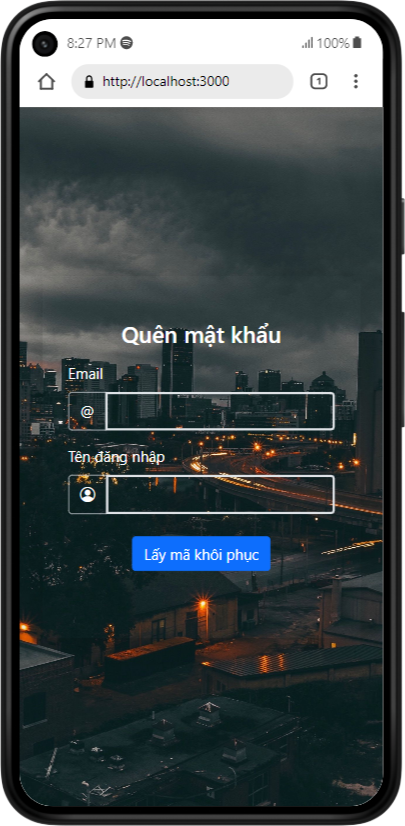 8:27 PM 100%
http://localhost:3000 1
Quên mật khẩu
Email
@
Tên đăng nhập
Lấy mã khôi phục